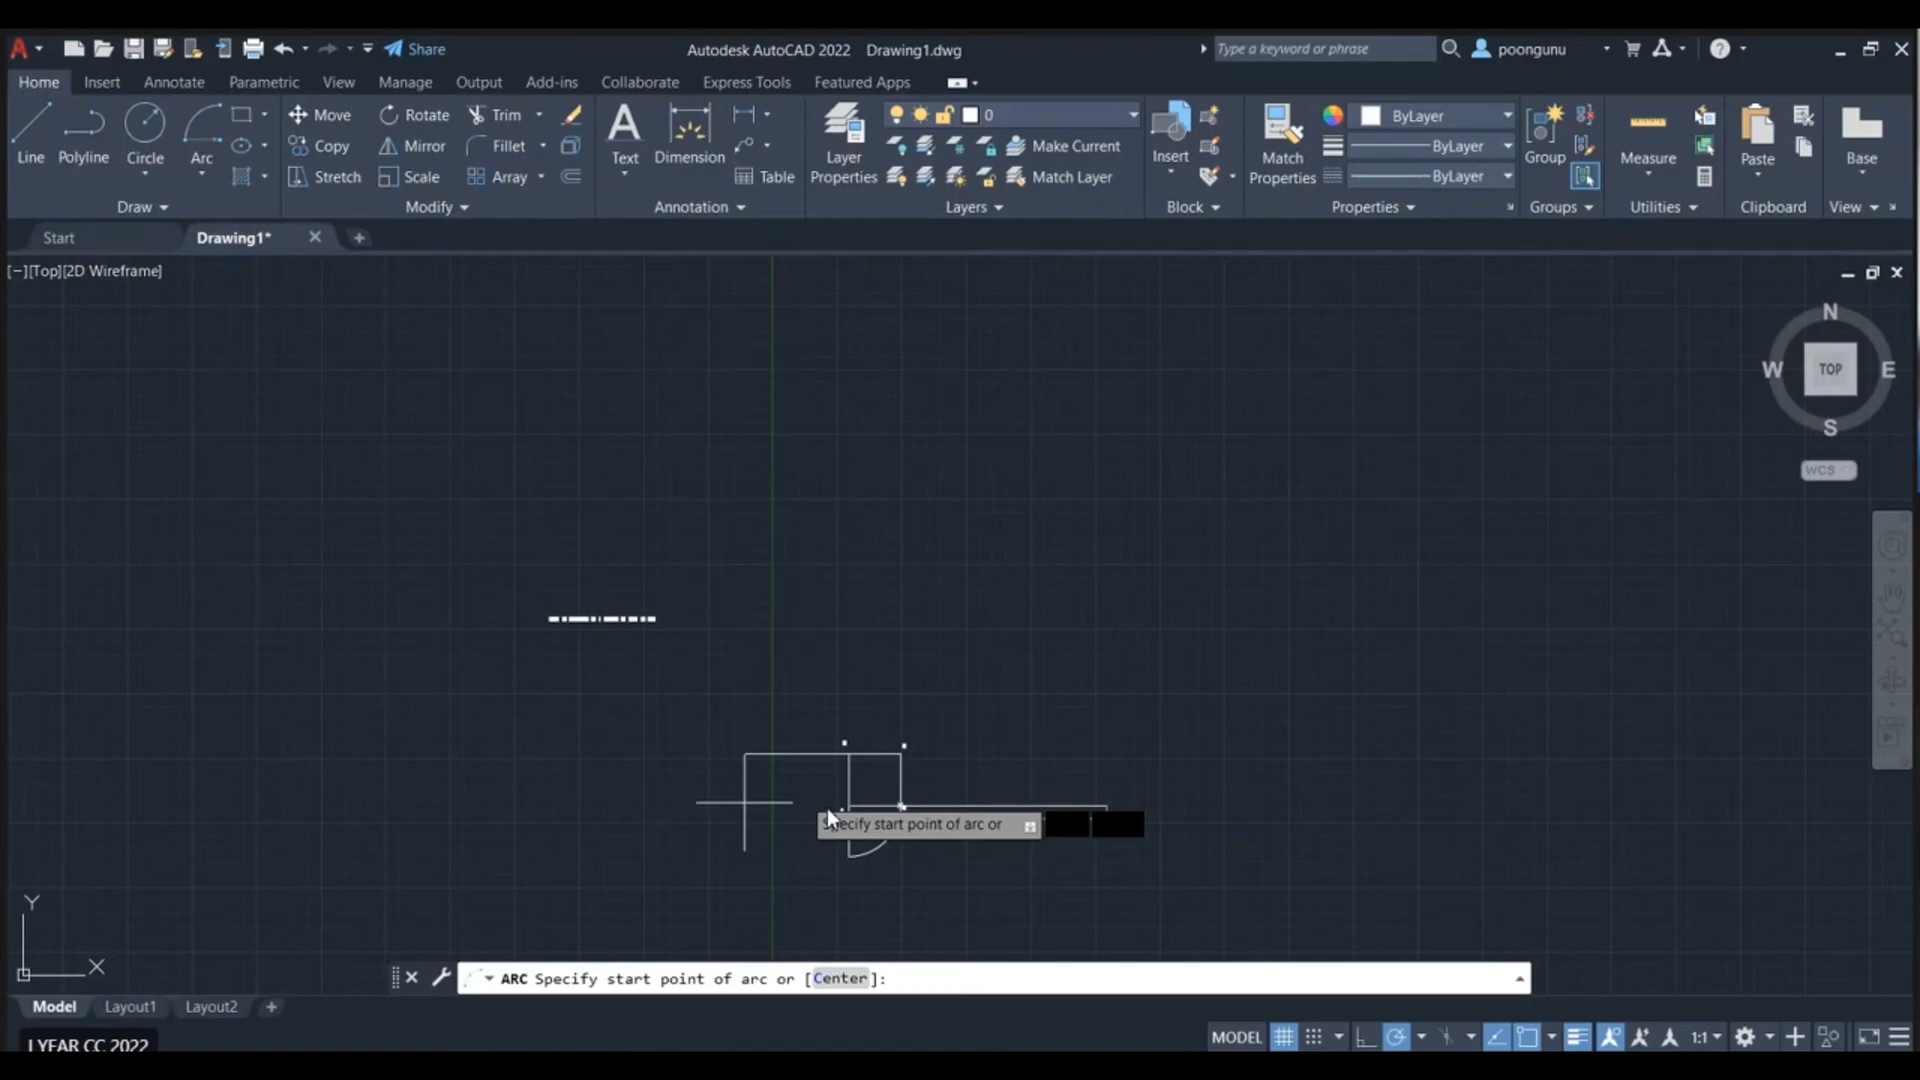 Share
Autodesk AutoCAD 2022 Drawing1.dwg
Type a keyword or phrase
poongunu
Home Insert Annotate Parametric View Manage Output Add-ins Collaborate Express Tools Featured Apps
Line Polyline Circle Arc
Move Rotate Trim
Copy Mirror Fillet
Stretch Scale Array
Text Dimension Table
Layer Properties
0
Make Current
Match Layer
Insert
Match Properties
ByLayer
ByLayer
ByLayer
Group
Measure
Paste
Base
Draw Modify Annotation Layers Block Properties Groups Utilities Clipboard View
Start Drawing1*
[−][Top][2D Wireframe]
N
W TOP E
S
WCS
ecify start point of arc or
Y
X
ARC Specify start point of arc or [Center]:
Model Layout1 Layout2
MODEL 1:1
I YEAR CC 2022